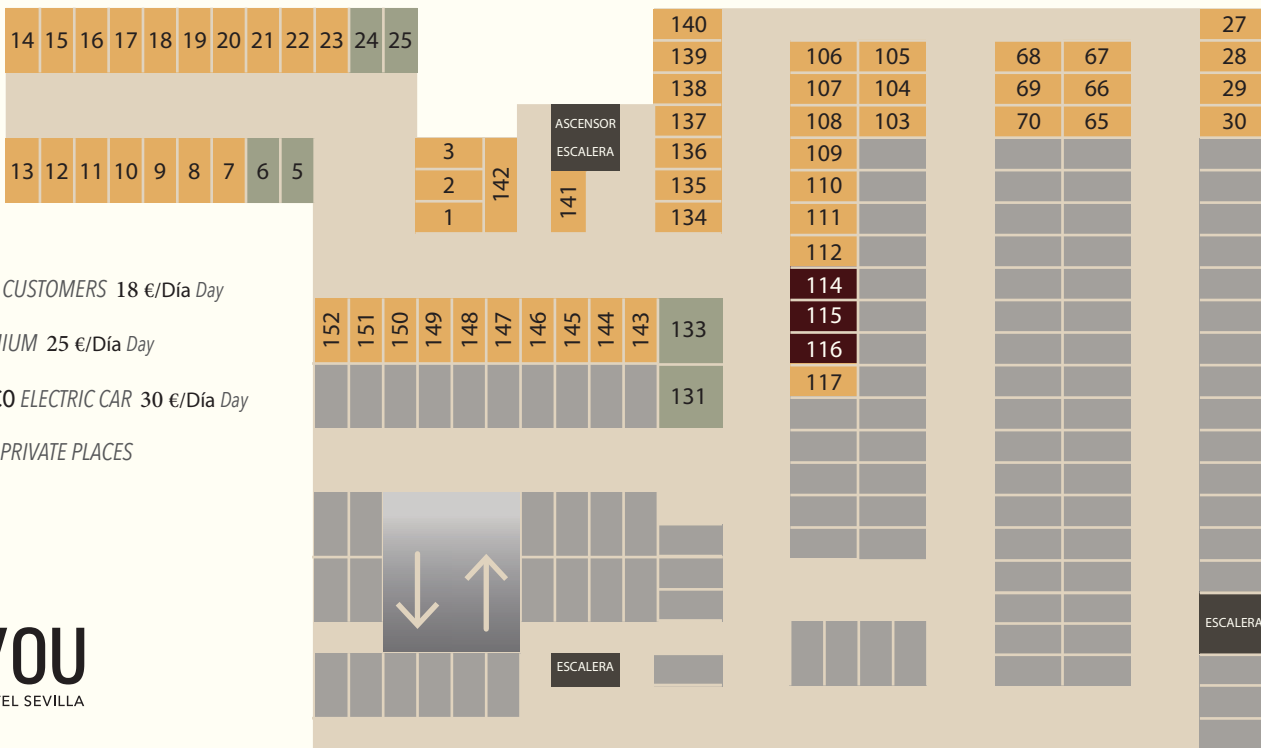 14 15 16 17 18 19 20 21 22 23 24 25
13 12 11 10 9 8 7 6 5
3
2
1
142
ASCENSOR
ESCALERA
141
140
139
138
137
136
135
134
106 105
107 104
108 103
109
110
111
112
114
115
116
117
68 67
69 66
70 65
27
28
29
30
CUSTOMERS 18 €/Día Day
25 €/Día Day
ELECTRIC CAR 30 €/Día Day
PRIVATE PLACES
152 151 150 149 148 147 146 145 144 143 133
131
ESCALERA
ESCALERA
YOU
SEVILLA